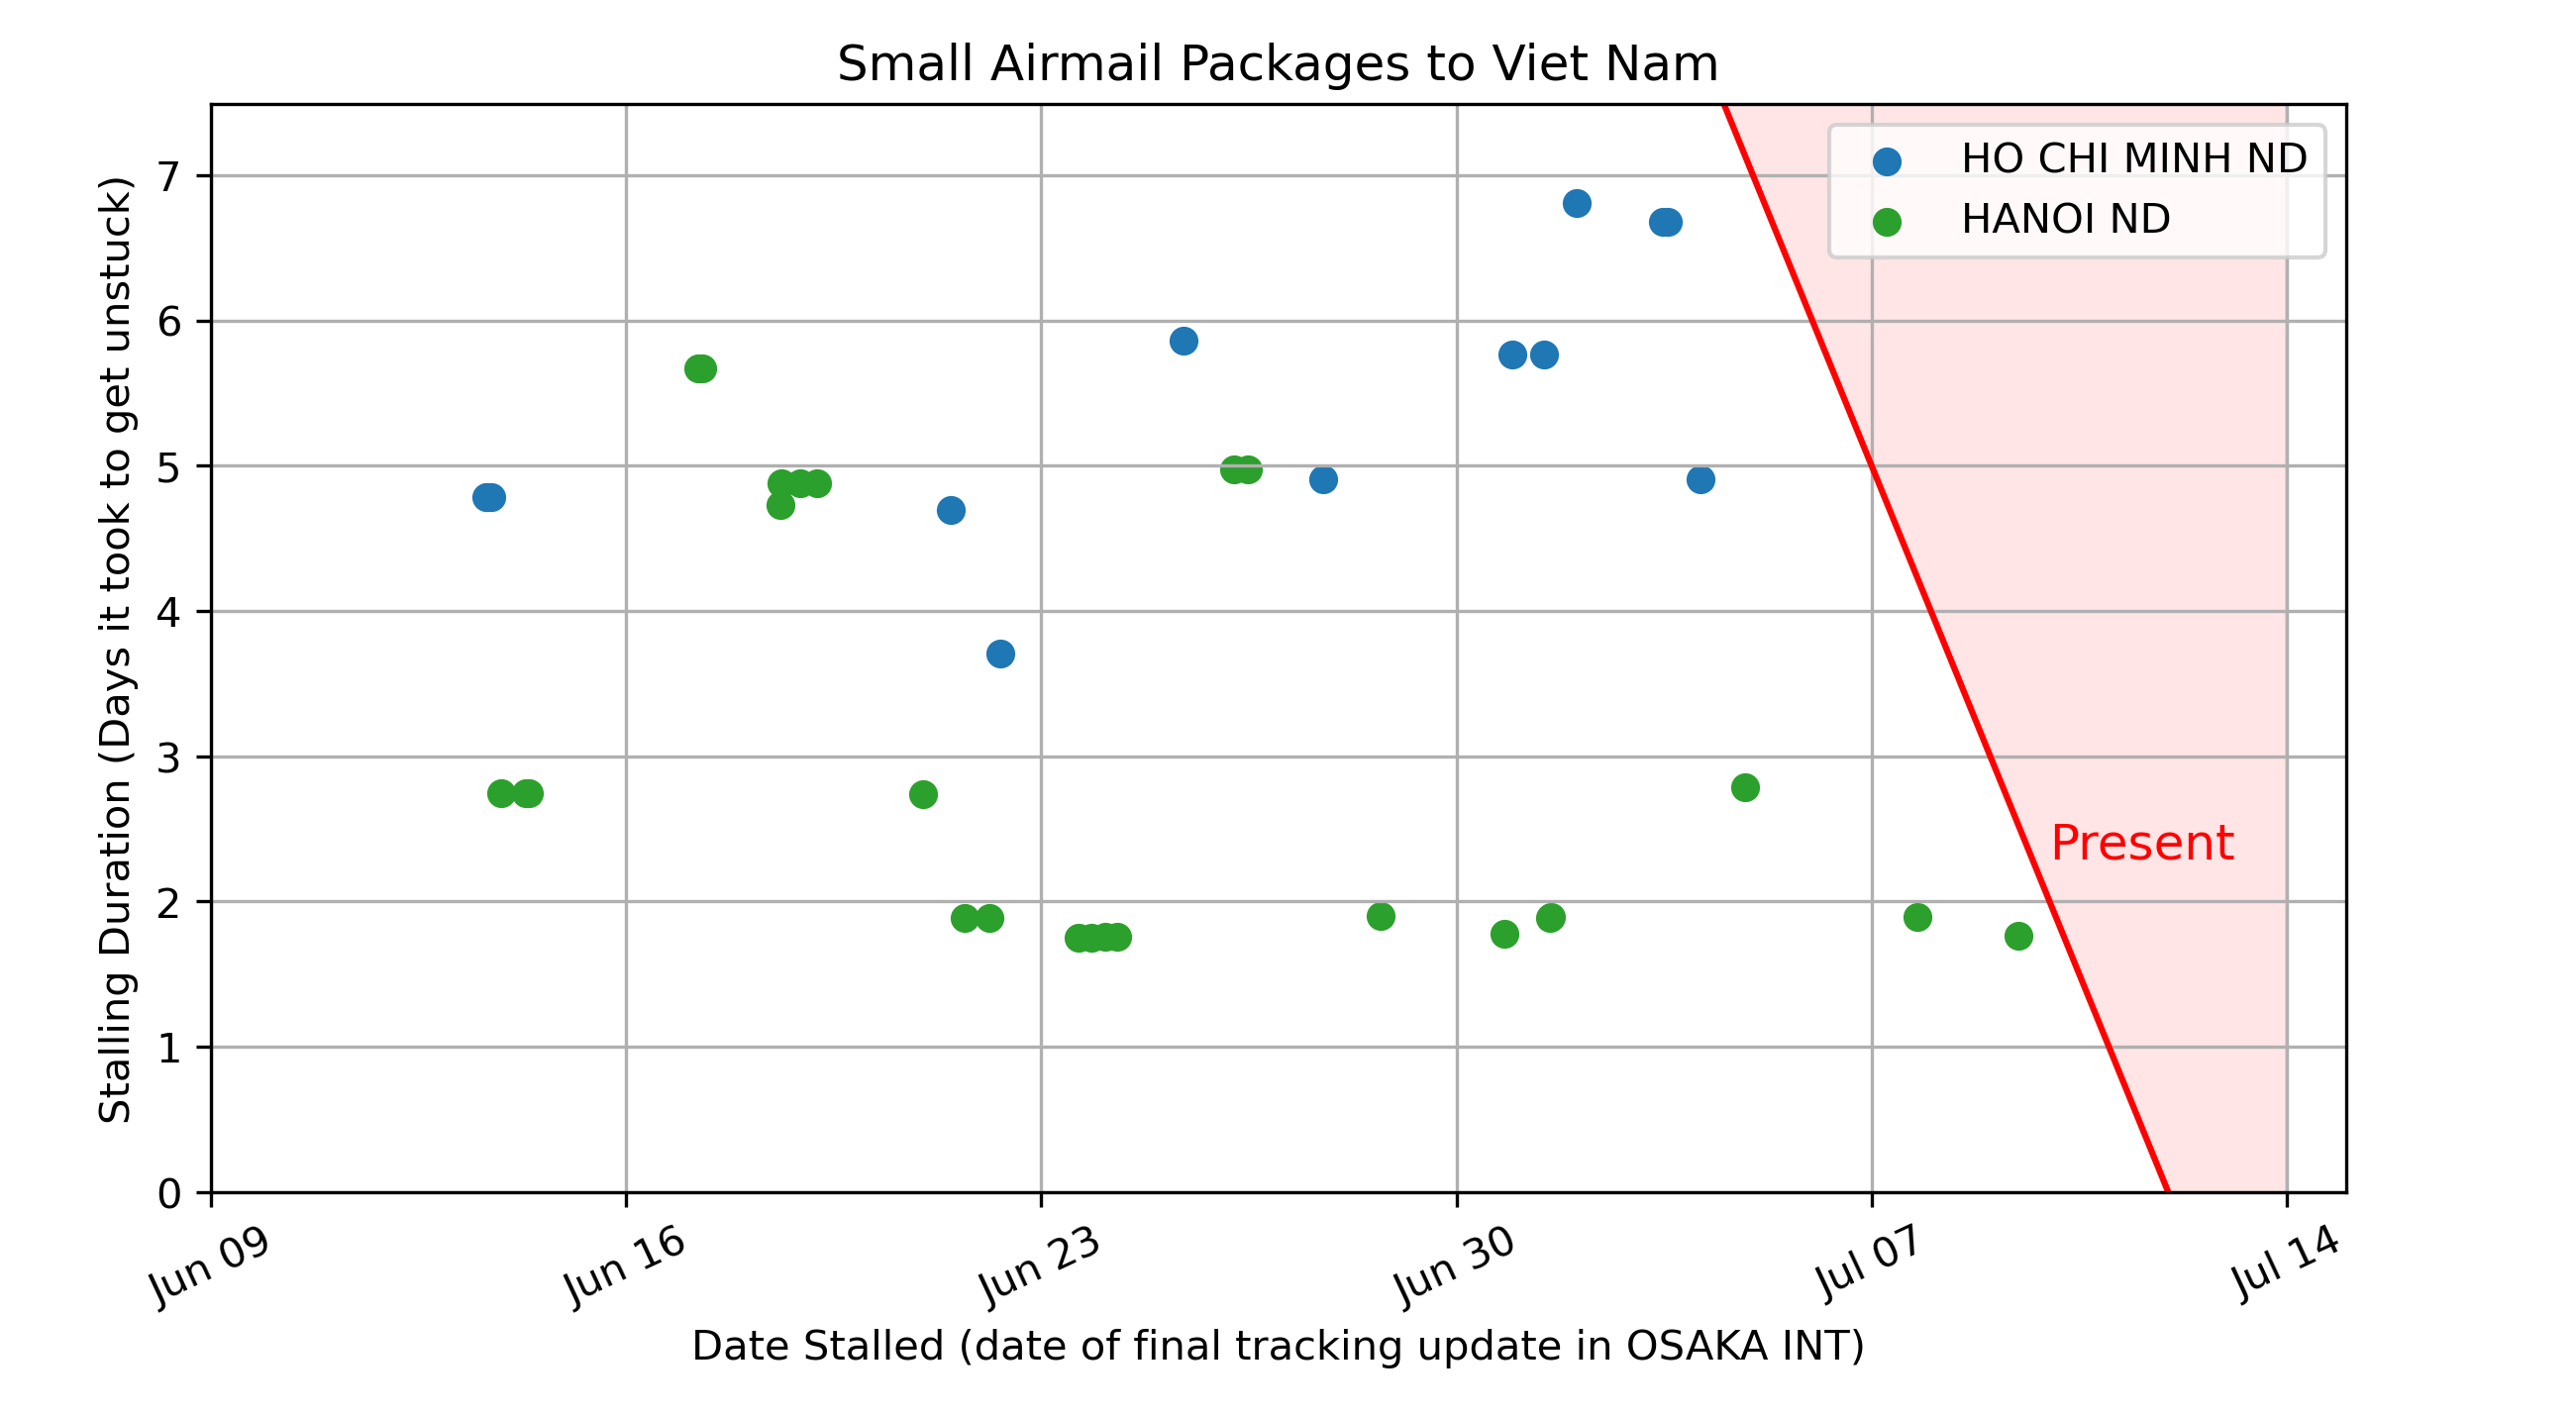 Small Airmail Packages to Viet Nam
HO CHI MINH ND
HANOI ND
Stalling Duration (Days it took to get unstuck)
7
6
5
4
3
2
1
0
Present
Jun 09
Jun 16
Jun 23
Jun 30
Jul 07
Jul 14
Date Stalled (date of final tracking update in OSAKA INT)